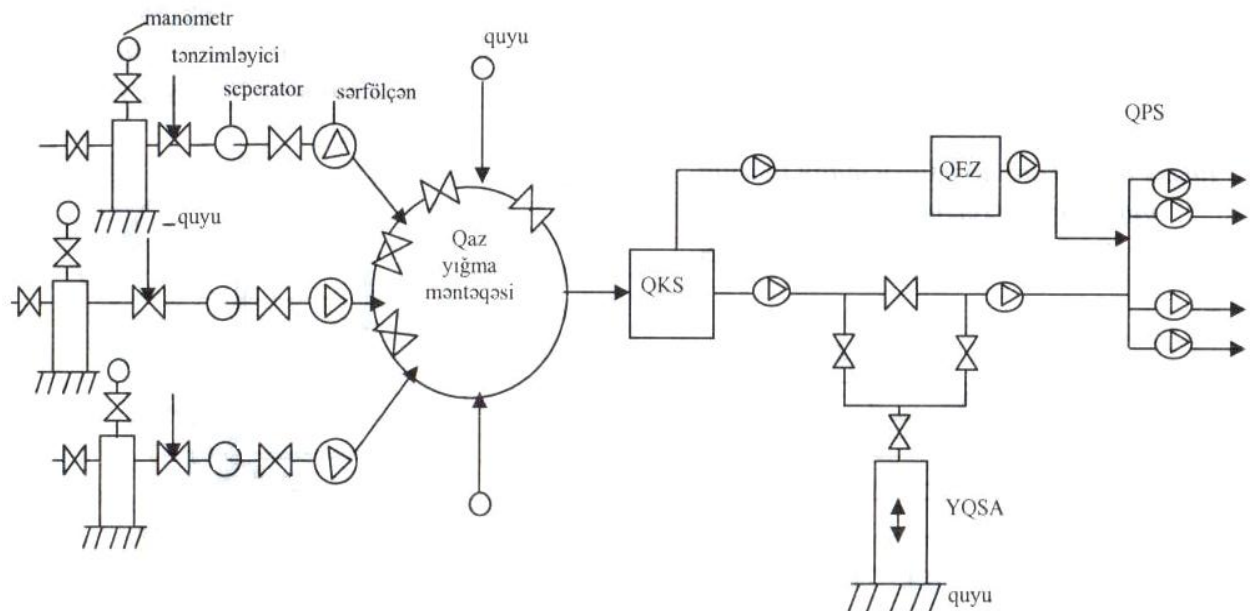 manometr
tənzimləyici
seperator
sərfölçən
quyu
QPS
QEZ
quyu
Qaz
yığma
məntəqəsi
QKS
YQSA
quyu